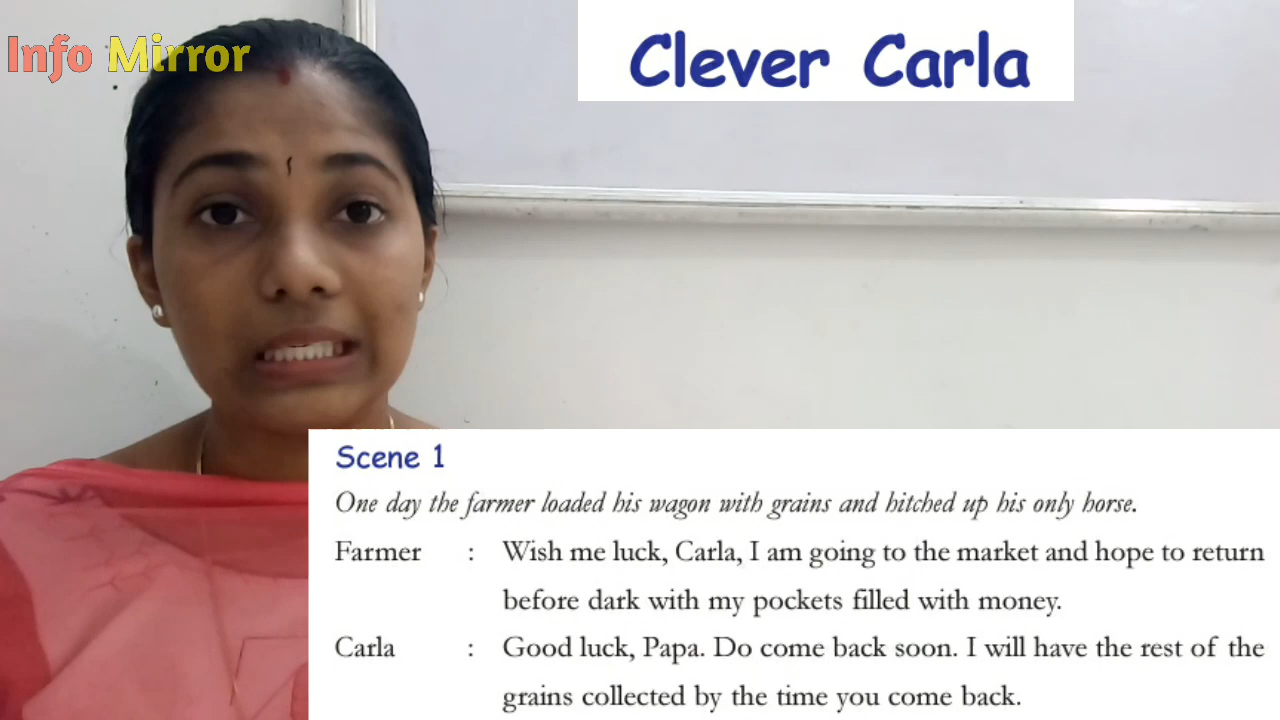 Info Mirror
Clever Carla
Scene 1
One day the farmer loaded his wagon with grains and hitched up his only horse.
Farmer : Wish me luck, Carla, I am going to the market and hope to return
before dark with my pockets filled with money.
Carla : Good luck, Papa. Do come back soon. I will have the rest of the
grains collected by the time you come back.